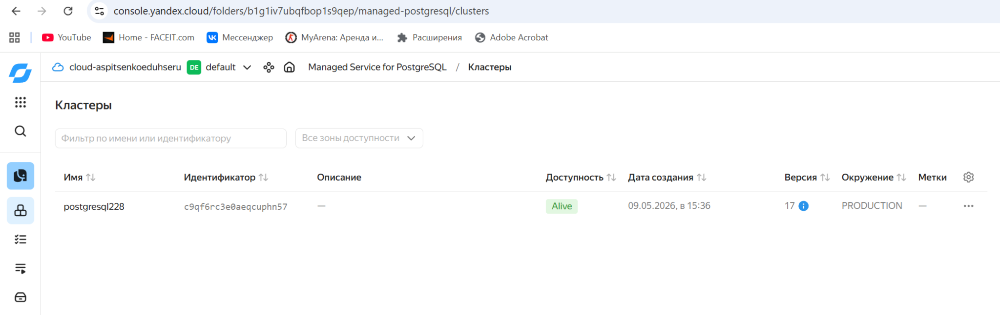 console.yandex.cloud/folders/b1g1iv7ubqfbop1s9qep/managed-postgresql/clusters
YouTube Home - FACEIT.com Мессенджер MyArena: Аренда и... Расширения Adobe Acrobat
cloud-aspitsenkoeduhseru DE default Managed Service for PostgreSQL / Кластеры
Кластеры
Фильтр по имени или идентификатору Все зоны доступности
Имя Идентификатор Описание Доступность Дата создания Версия Окружение Метки
postgresql228 c9qf6rc3e0aeqcuphn57 — Alive 09.05.2026, в 15:36 17 PRODUCTION —